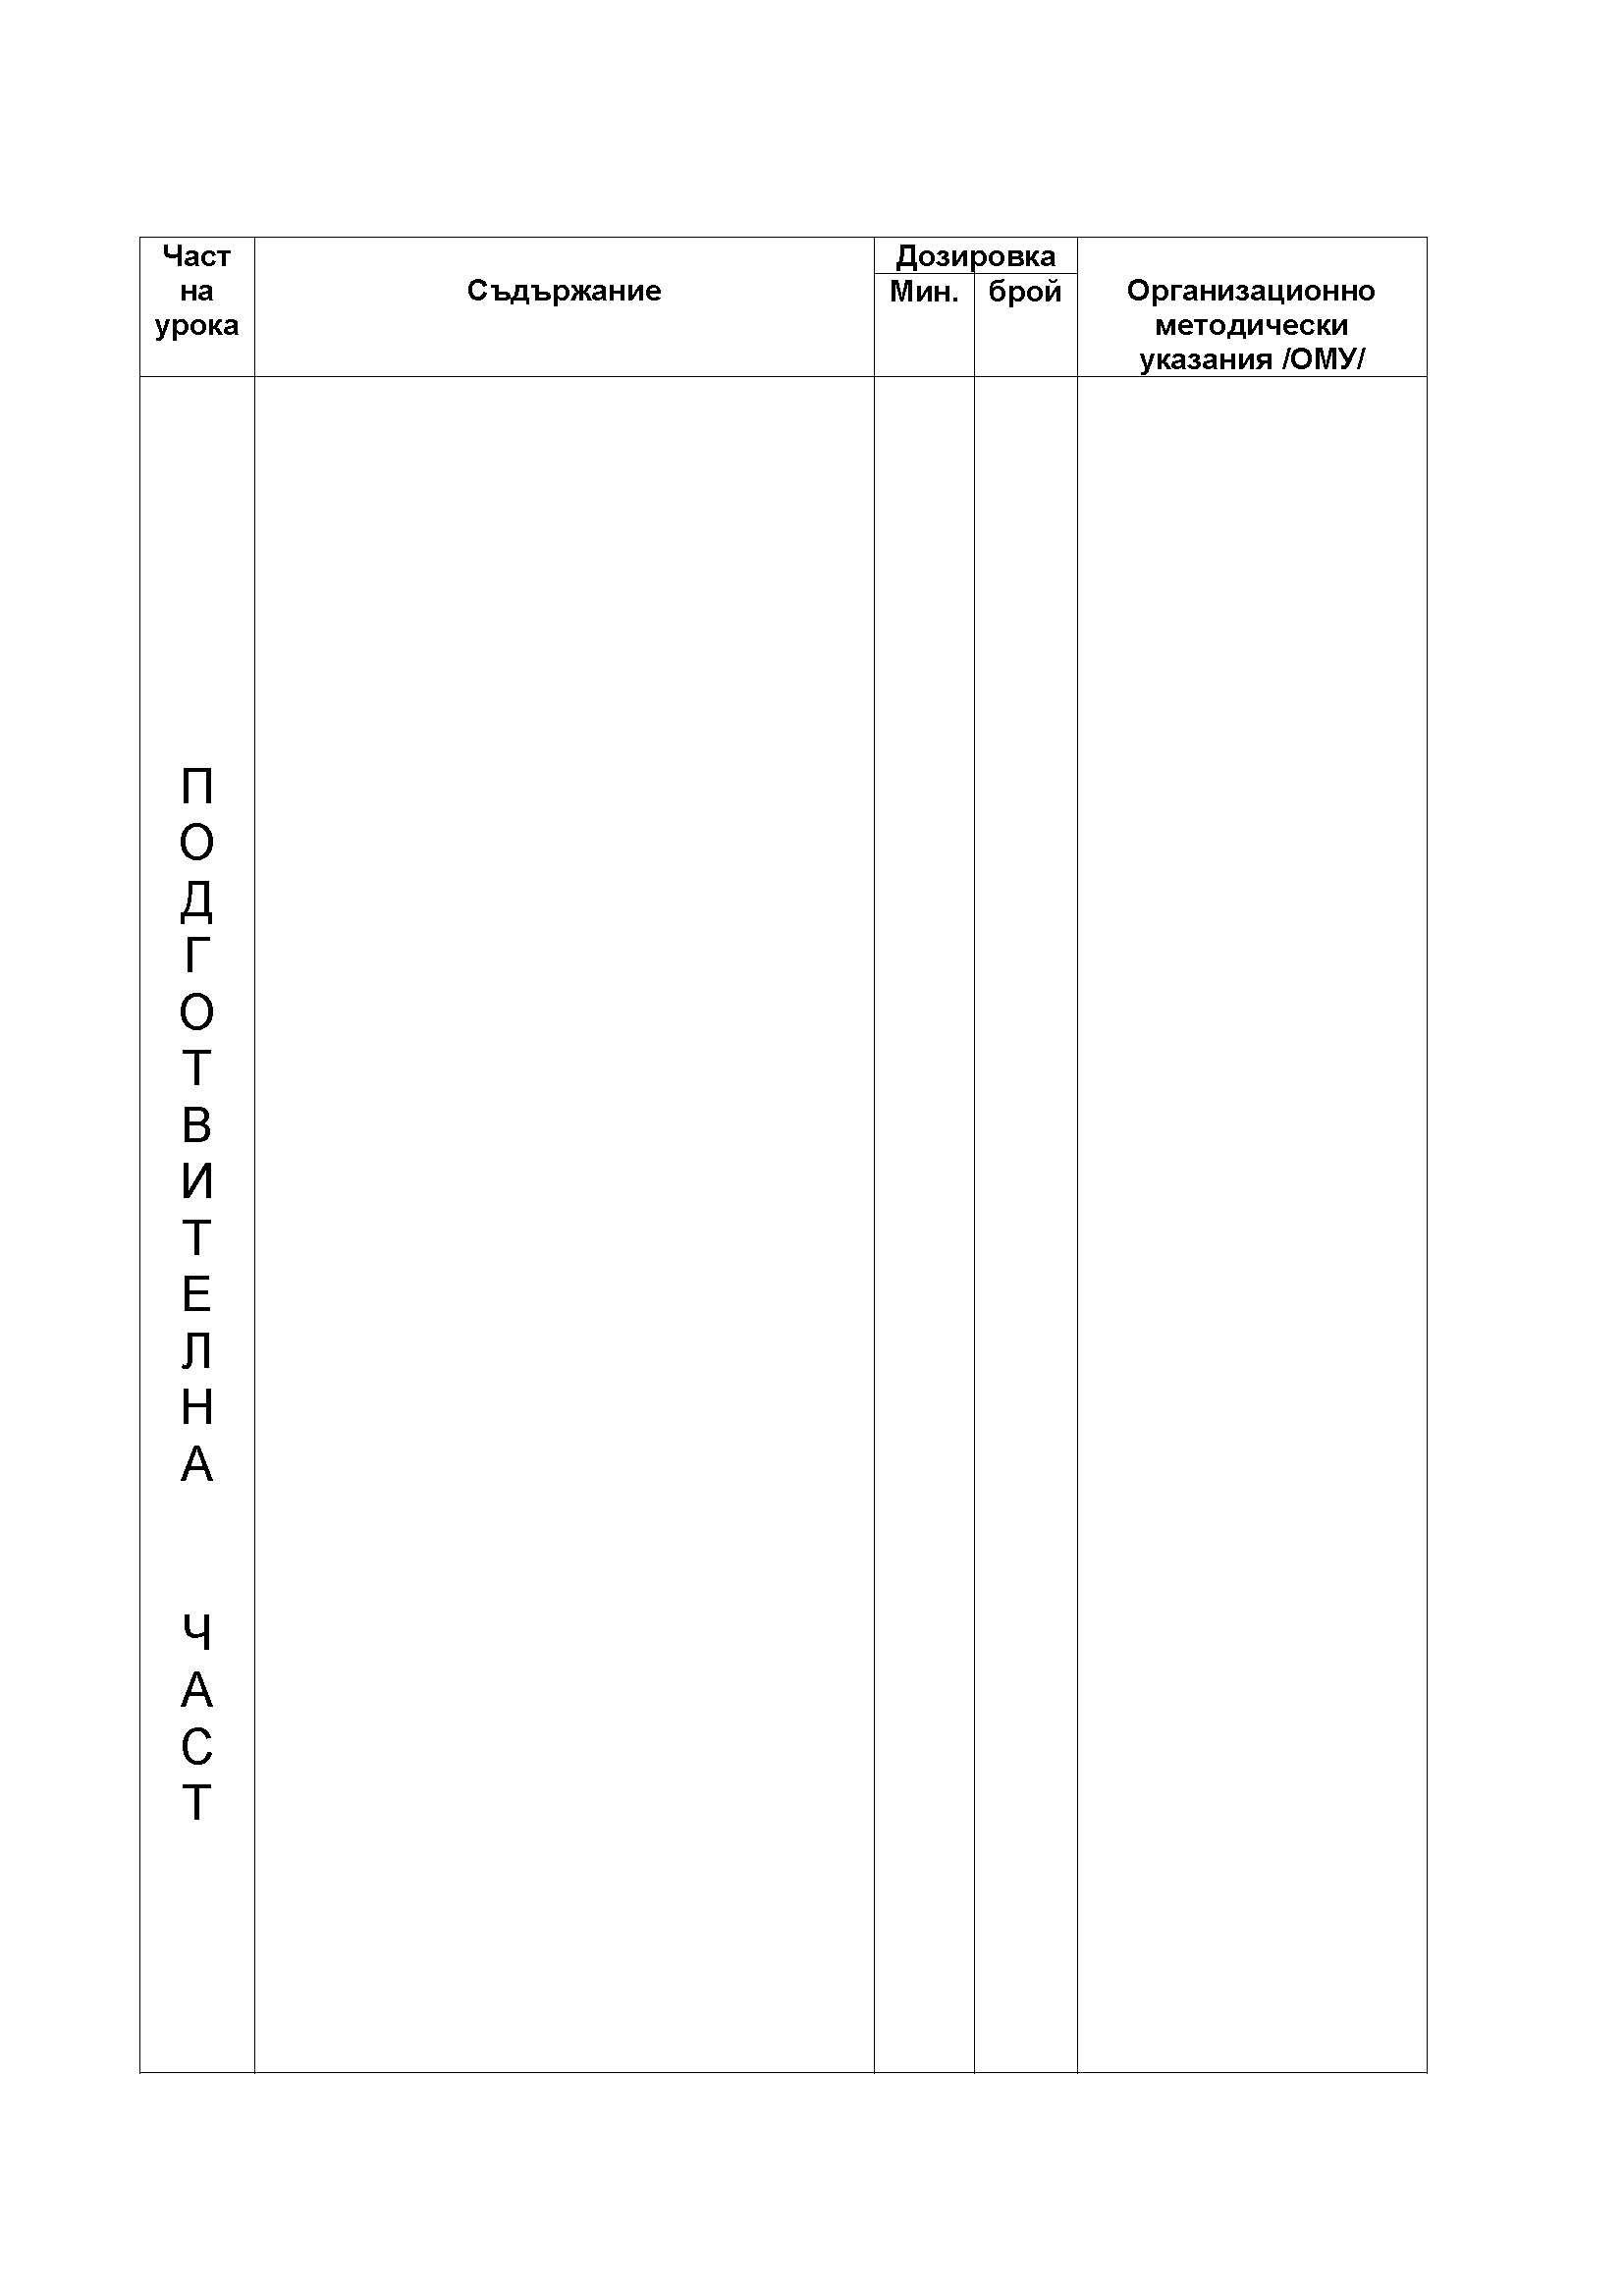 Част
на
урока
Съдържание
Дозировка
Мин.
брой
Организационно
методически
указания /ОМУ/
П
О
Д
Г
О
Т
В
И
Т
Е
Л
Н
А
Ч
А
С
Т